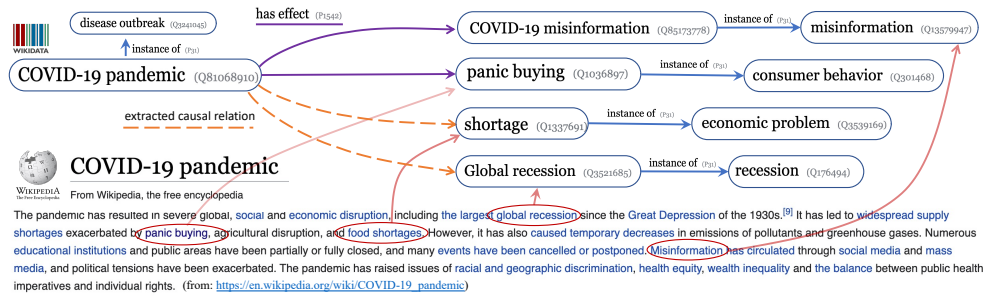 disease outbreak (Q3241045)
has effect (P1542)
COVID-19 misinformation (Q85173778)
instance of (P31)
misinformation (Q13579947)
WIKIDATA
instance of (P31)
COVID-19 pandemic (Q81068910)
panic buying (Q1036897)
instance of (P31)
consumer behavior (Q301468)
extracted causal relation
shortage (Q1337691)
instance of (P31)
economic problem (Q3539169)
WIKIPEDIA
The Free Encyclopedia
COVID-19 pandemic
From Wikipedia, the free encyclopedia
Global recession (Q3521685)
instance of (P31)
recession (Q176494)
The pandemic has resulted in severe global, social and economic disruption, including the largest global recession since the Great Depression of the 1930s.[9] It has led to widespread supply
shortages exacerbated by panic buying, agricultural disruption, and food shortages. However, it has also caused temporary decreases in emissions of pollutants and greenhouse gases. Numerous
educational institutions and public areas have been partially or fully closed, and many events have been cancelled or postponed. Misinformation has circulated through social media and mass
media, and political tensions have been exacerbated. The pandemic has raised issues of racial and geographic discrimination, health equity, wealth inequality and the balance between public health
imperatives and individual rights. (from: https://en.wikipedia.org/wiki/COVID-19_pandemic)